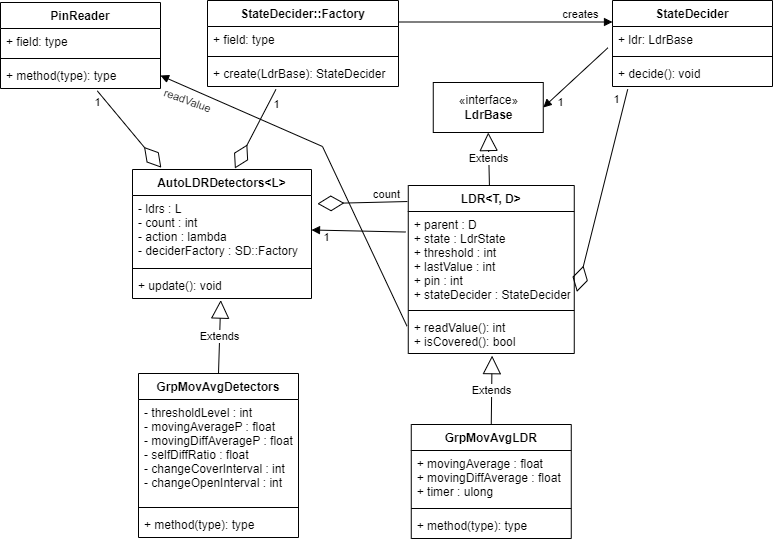 PinReader
+ field: type
+ method(type): type
StateDecider::Factory
+ field: type
+ create(LdrBase): StateDecider
creates
StateDecider
+ ldr: LdrBase
+ decide(): void
1
1
readValue
1
1
«interface»
LdrBase
Extends
AutoLDRDetectors<L>
- ldrs : L
- count : int
- action : lambda
- deciderFactory : SD::Factory
+ update(): void
count
1
LDR<T, D>
+ parent : D
+ state : LdrState
+ threshold : int
+ lastValue : int
+ pin : int
+ stateDecider : StateDecider
+ readValue(): int
+ isCovered(): bool
Extends
Extends
GrpMovAvgDetectors
- thresholdLevel : int
- movingAverageP : float
- movingDiffAverageP : float
- selfDiffRatio : float
- changeCoverInterval : int
- changeOpenInterval : int
+ method(type): type
GrpMovAvgLDR
+ movingAverage : float
+ movingDiffAverage : float
+ timer : ulong
+ method(type): type